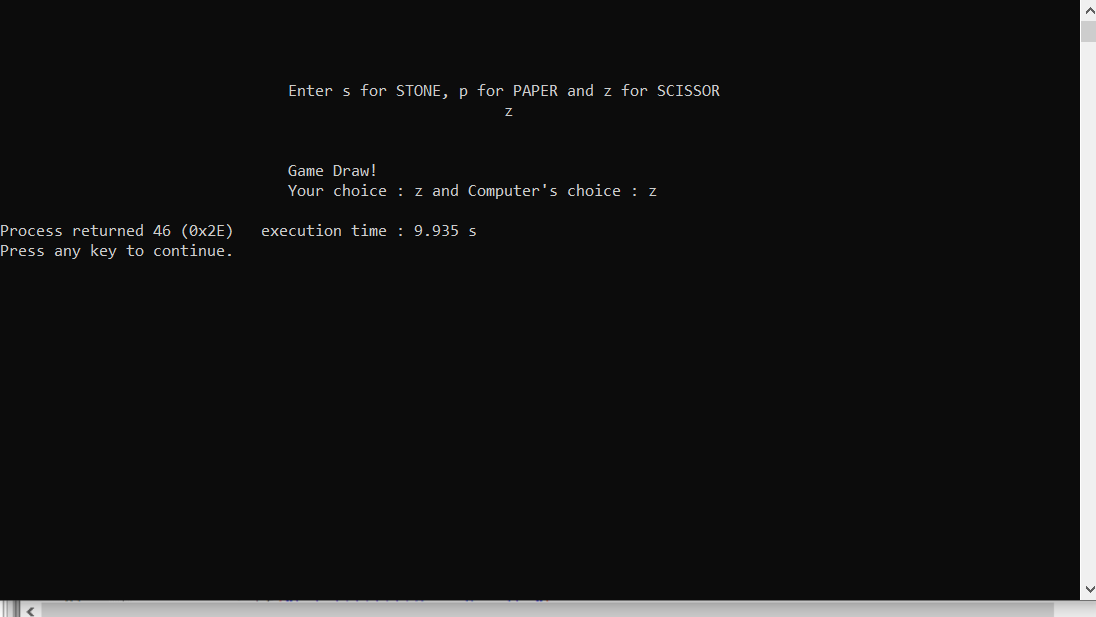 Enter s for STONE, p for PAPER and z for SCISSOR
z
Game Draw!
Your choice : z and Computer's choice : z
Process returned 46 (0x2E)   execution time : 9.935 s
Press any key to continue.